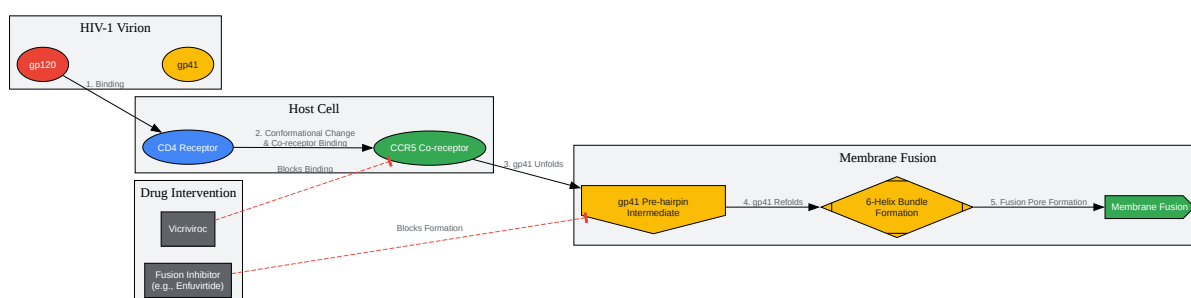 HIV-1 Virion
gp120
gp41
1. Binding
Host Cell
CD4 Receptor
2. Conformational Change
& Co-receptor Binding
CCR5 Co-receptor
Blocks Binding
3. gp41 Unfolds
Drug Intervention
Vicriviroc
Fusion Inhibitor
(e.g., Enfuvirtide)
Blocks Formation
Membrane Fusion
gp41 Pre-hairpin
Intermediate
4. gp41 Refolds
6-Helix Bundle
Formation
5. Fusion Pore Formation
Membrane Fusion